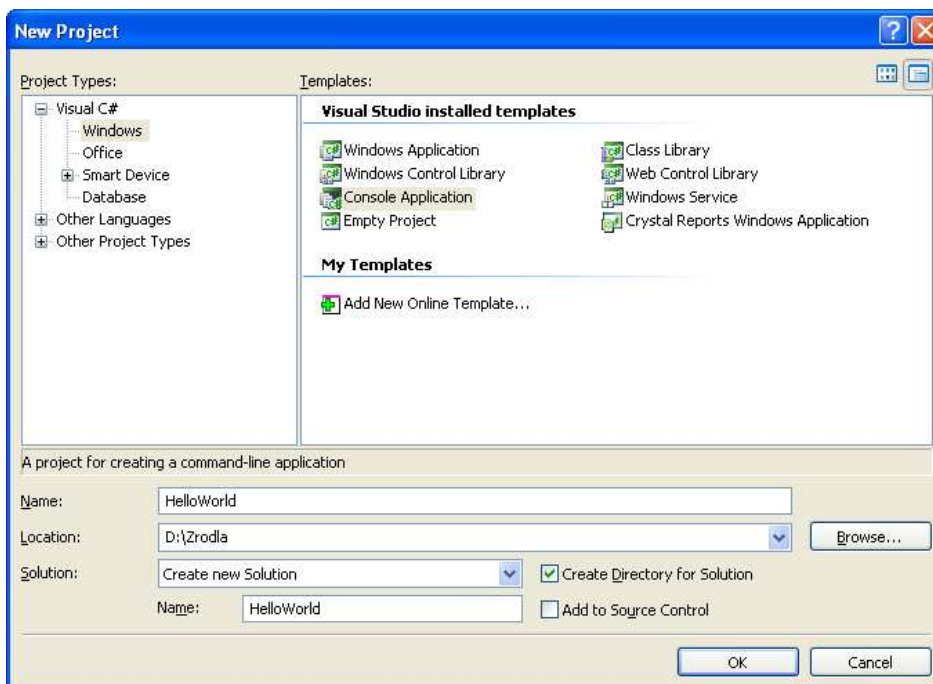 New Project
Project Types:
Templates:
Visual C#
Windows
Office
Smart Device
Database
Other Languages
Other Project Types
Visual Studio installed templates
Windows Application
Class Library
Windows Control Library
Web Control Library
Console Application
Windows Service
Empty Project
Crystal Reports Windows Application
My Templates
Add New Online Template...
A project for creating a command-line application
Name:
HelloWorld
Location:
D:\Zrodla
Browse...
Solution:
Create new Solution
Create Directory for Solution
Name:
HelloWorld
Add to Source Control
OK
Cancel